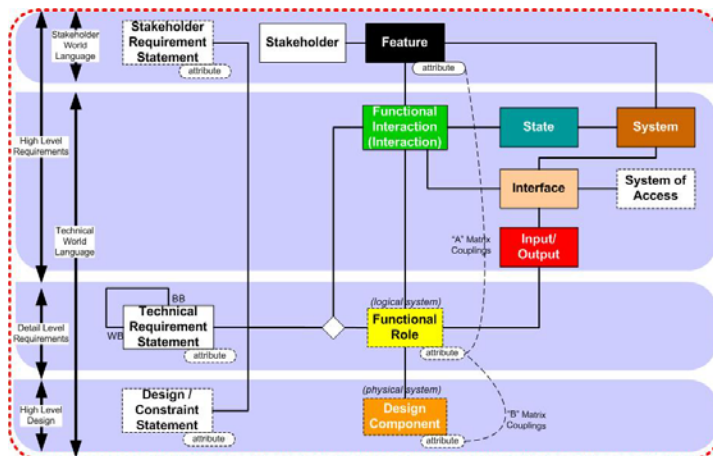 Stakeholder
World
Language
Stakeholder
Requirement
Statement
attribute
Stakeholder
Feature
attribute
High Level
Requirements
Technical
World
Language
Functional
Interaction
(Interaction)
State
System
Interface
System of
Access
Input/
Output
"A" Matrix
Couplings
Detail Level
Requirements
BB
WB
Technical
Requirement
Statement
attribute
(logical system)
Functional
Role
attribute
High Level
Design
Design /
Constraint
Statement
attribute
(physical system)
Design
Component
attribute
"B" Matrix
Couplings